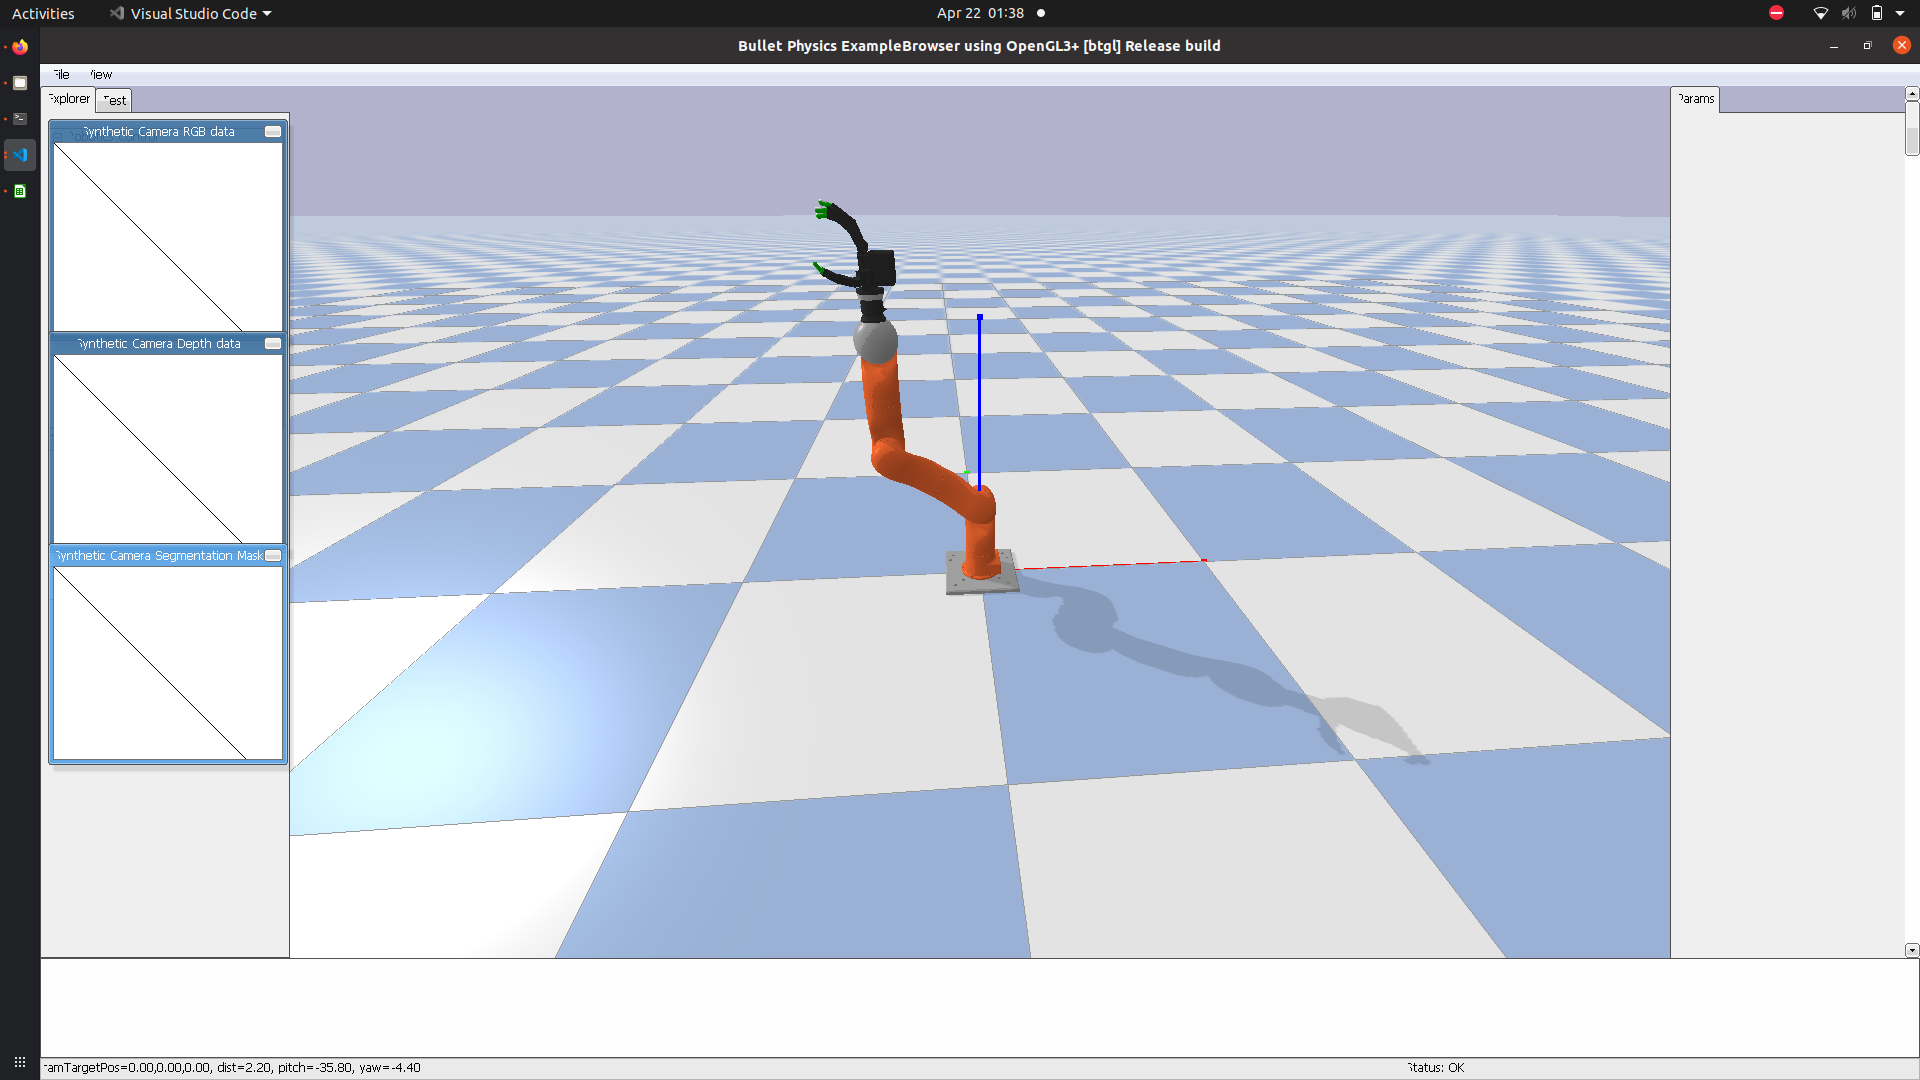 Activities
Visual Studio Code
Apr 22 01:38
Bullet Physics ExampleBrowser using OpenGL3+ [btgl] Release build
File View
Explorer Test
Params
Synthetic Camera RGB data
Synthetic Camera Depth data
Synthetic Camera Segmentation Mask
camTargetPos=0.00,0.00,0.00, dist=2.20, pitch=-35.80, yaw=-4.40
Status: OK